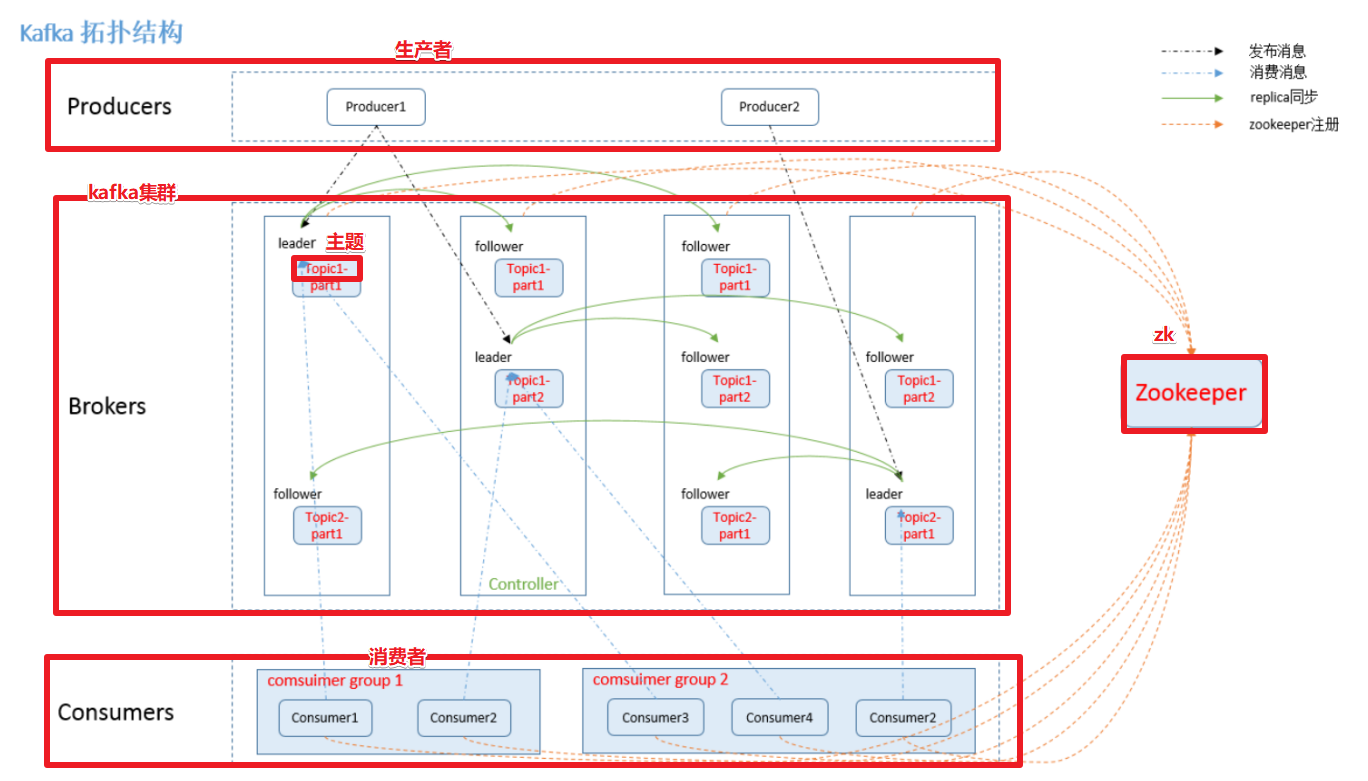 Kafka 拓扑结构
生产者
发布消息
消费消息
replica同步
zookeeper注册
Producers
Producer1
Producer2
kafka集群
leader
主题
Topic1-
part1
follower
Topic1-
part1
follower
Topic1-
part1
leader
Topic1-
part2
follower
Topic1-
part2
follower
Topic1-
part2
zk
Zookeeper
Brokers
follower
Topic2-
part1
follower
Topic2-
part1
leader
Topic2-
part1
Controller
消费者
Consumers
comsuimer group 1
Consumer1
Consumer2
comsuimer group 2
Consumer3
Consumer4
Consumer2